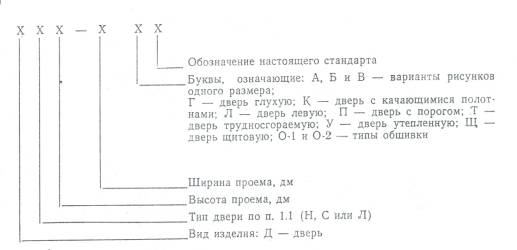 Х Х Х — Х Х Х
Обозначение настоящего стандарта
Буквы, означающие: А, Б и В — варианты рисунков
одного размера;
Г — дверь глухую; К — дверь с качающимися полот-
нами; Л — дверь левую; П — дверь с порогом; Т —
дверь трудносгораемую; У — дверь утепленную; Щ —
дверь щитовую; О-1 и О-2 — типы обшивки
Ширина проема, дм
Высота проема, дм
Тип двери по п. 1.1 (Н, С или Л)
Вид изделия: Д — дверь